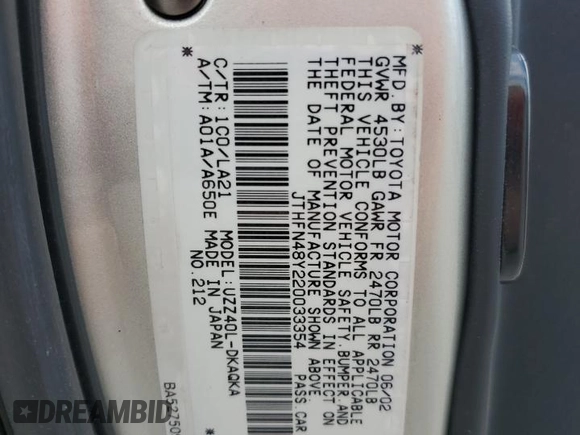 MFD. BY: TOYOTA MOTOR CORPORATION 06/02
GVWR 4530LB GAWR FR 2470LB RR 2470LB
THIS VEHICLE CONFORMS TO ALL APPLICABLE
FEDERAL MOTOR VEHICLE SAFETY, BUMPER, AND
THEFT PREVENTION STANDARDS IN EFFECT ON
THE DATE OF MANUFACTURE SHOWN ABOVE.
JTHFN48Y220033354 PASS. CAR
* *
C/TR: 1C0/LA21 MODEL: UZZ40L-DKAQKA
A/TM: A01A/A650E MADE IN JAPAN
NO. 212
DREAMBID